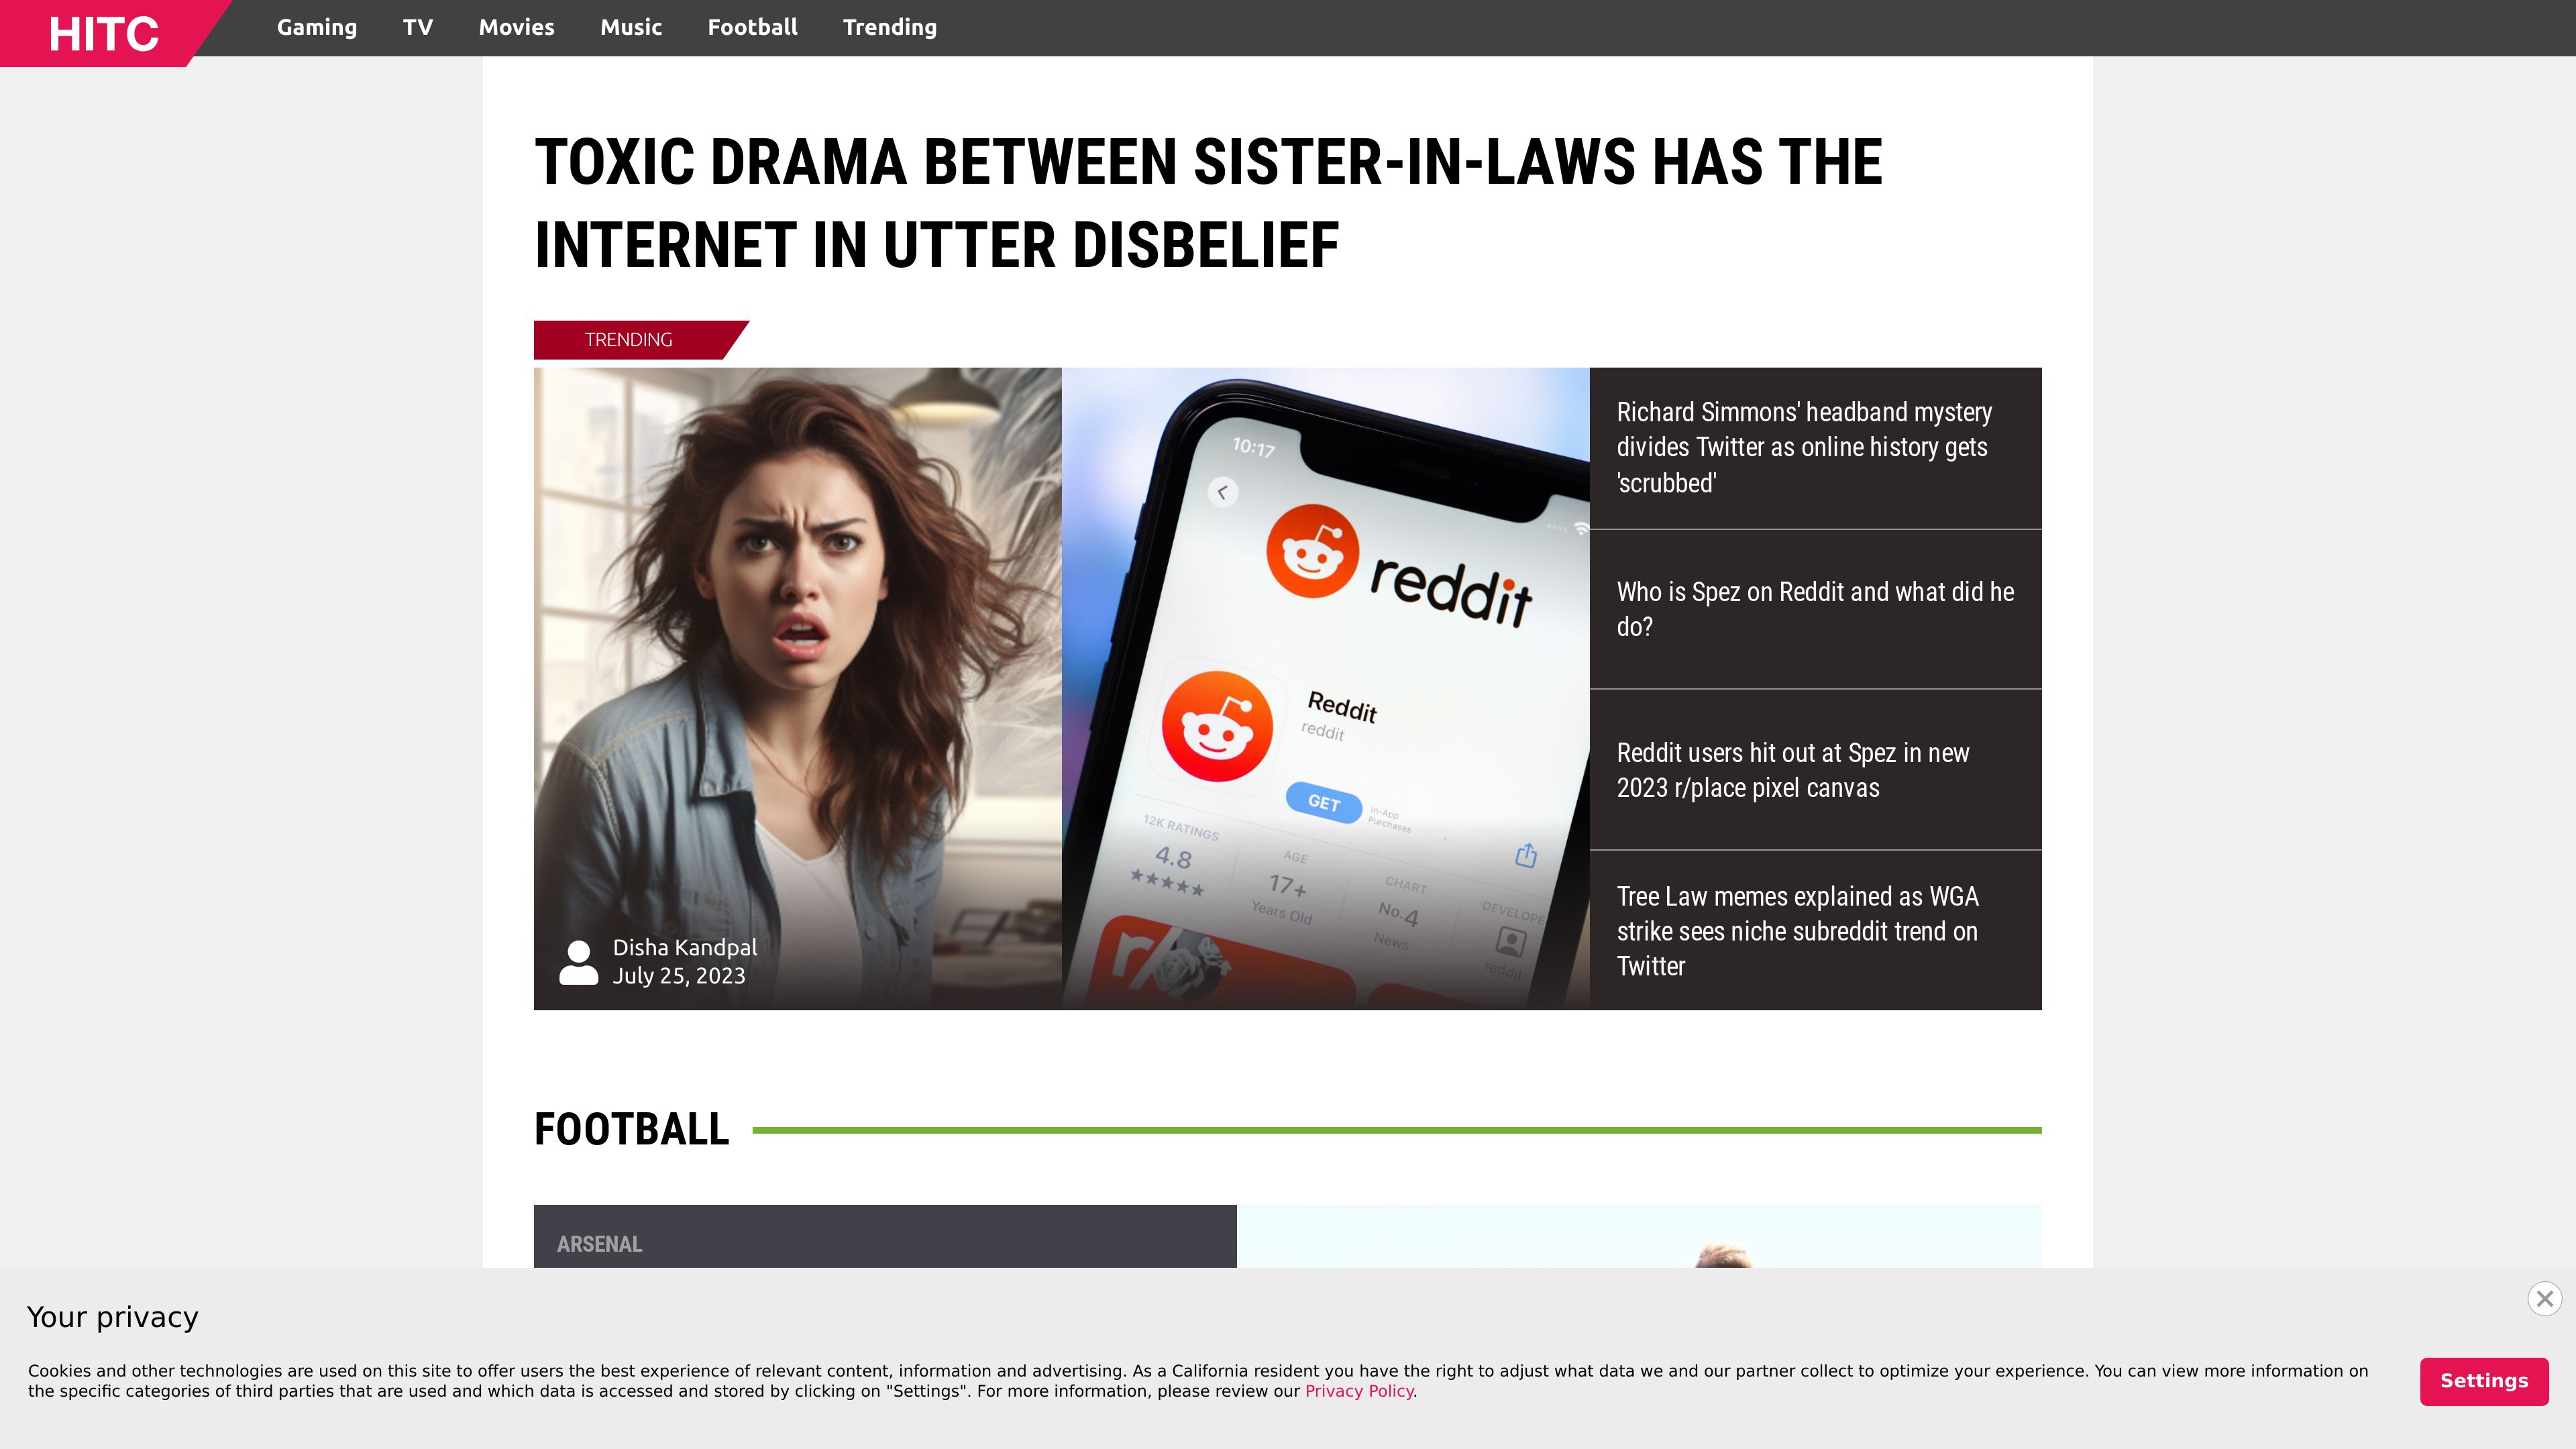 HITC
Gaming
TV
Movies
Music
Football
Trending
TOXIC DRAMA BETWEEN SISTER-IN-LAWS HAS THE
INTERNET IN UTTER DISBELIEF
TRENDING
Disha Kandpal
July 25, 2023
10:17
reddit
Reddit
reddit
GET
In-App
Purchases
12K RATINGS
4.8
★★★★★
AGE
17+
Years Old
CHART
No.4
News
DEVELOPE
reddit
r/
Richard Simmons' headband mystery
divides Twitter as online history gets
'scrubbed'
Who is Spez on Reddit and what did he
do?
Reddit users hit out at Spez in new
2023 r/place pixel canvas
Tree Law memes explained as WGA
strike sees niche subreddit trend on
Twitter
FOOTBALL
ARSENAL
Your privacy
Cookies and other technologies are used on this site to offer users the best experience of relevant content, information and advertising. As a California resident you have the right to adjust what data we and our partner collect to optimize your experience. You can view more information on
the specific categories of third parties that are used and which data is accessed and stored by clicking on "Settings". For more information, please review our Privacy Policy.
Settings